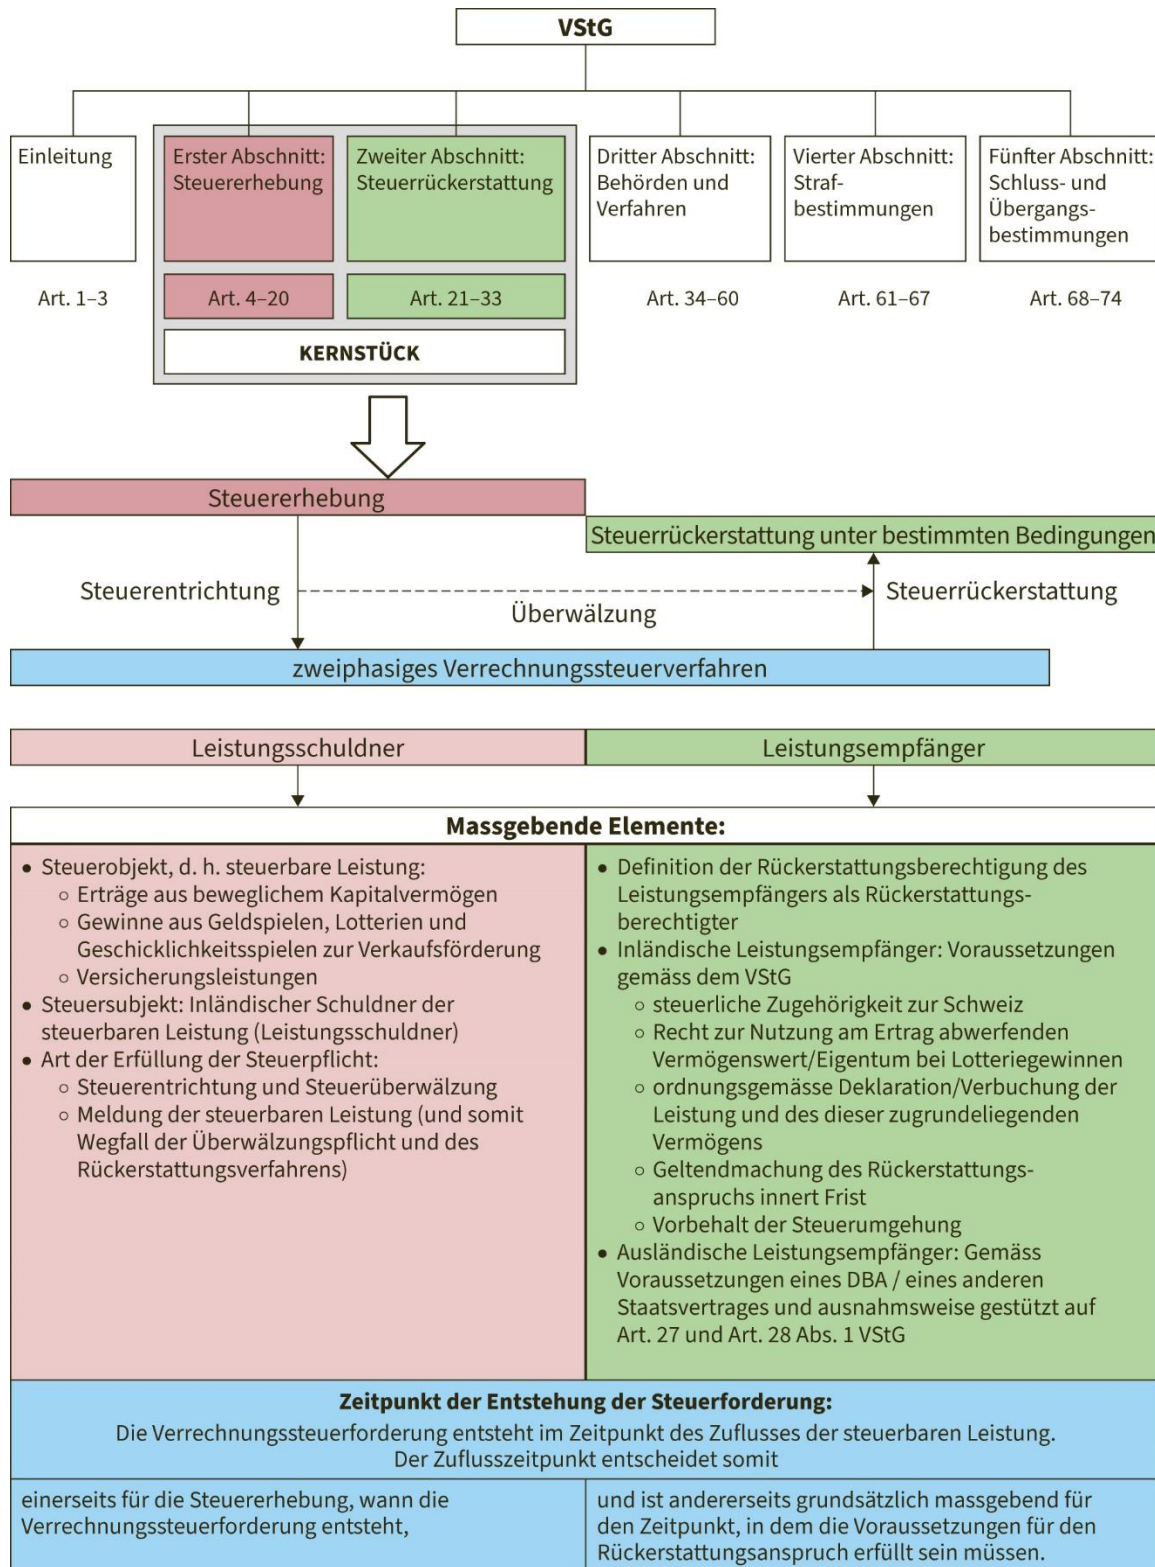 VStG
Einleitung
Art. 1–3
Erster Abschnitt:
Steuererhebung
Art. 4–20
Zweiter Abschnitt:
Steuerrückerstattung
Art. 21–33
KERNSTÜCK
Dritter Abschnitt:
Behörden und
Verfahren
Art. 34–60
Vierter Abschnitt:
Straf-
bestimmungen
Art. 61–67
Fünfter Abschnitt:
Schluss- und
Übergangs-
bestimmungen
Art. 68–74
Steuererhebung
Steuerrückerstattung unter bestimmten Bedingungen
Steuerentrichtung
Überwälzung
Steuerrückerstattung
zweiphasiges Verrechnungssteuerverfahren
Leistungsschuldner
Leistungsempfänger
Massgebende Elemente:
• Steuerobjekt, d. h. steuerbare Leistung:
○ Erträge aus beweglichem Kapitalvermögen
○ Gewinne aus Geldspielen, Lotterien und
Geschicklichkeitsspielen zur Verkaufsförderung
○ Versicherungsleistungen
• Steuersubjekt: Inländischer Schuldner der
steuerbaren Leistung (Leistungsschuldner)
• Art der Erfüllung der Steuerpflicht:
○ Steuerentrichtung und Steuerüberwälzung
○ Meldung der steuerbaren Leistung (und somit
Wegfall der Überwälzungspflicht und des
Rückerstattungsverfahrens)
• Definition der Rückerstattungsberechtigung des
Leistungsempfängers als Rückerstattungs-
berechtigter
• Inländische Leistungsempfänger: Voraussetzungen
gemäss dem VStG
○ steuerliche Zugehörigkeit zur Schweiz
○ Recht zur Nutzung am Ertrag abwerfenden
Vermögenswert/Eigentum bei Lotteriegewinnen
○ ordnungsgemässe Deklaration/Verbuchung der
Leistung und des dieser zugrundeliegenden
Vermögens
○ Geltendmachung des Rückerstattungs-
anspruchs innert Frist
○ Vorbehalt der Steuerumgehung
• Ausländische Leistungsempfänger: Gemäss
Voraussetzungen eines DBA / eines anderen
Staatsvertrages und ausnahmsweise gestützt auf
Art. 27 und Art. 28 Abs. 1 VStG
Zeitpunkt der Entstehung der Steuerforderung:
Die Verrechnungssteuerforderung entsteht im Zeitpunkt des Zuflusses der steuerbaren Leistung.
Der Zuflusszeitpunkt entscheidet somit
einerseits für die Steuererhebung, wann die
Verrechnungssteuerforderung entsteht,
und ist andererseits grundsätzlich massgebend für
den Zeitpunkt, in dem die Voraussetzungen für den
Rückerstattungsanspruch erfüllt sein müssen.